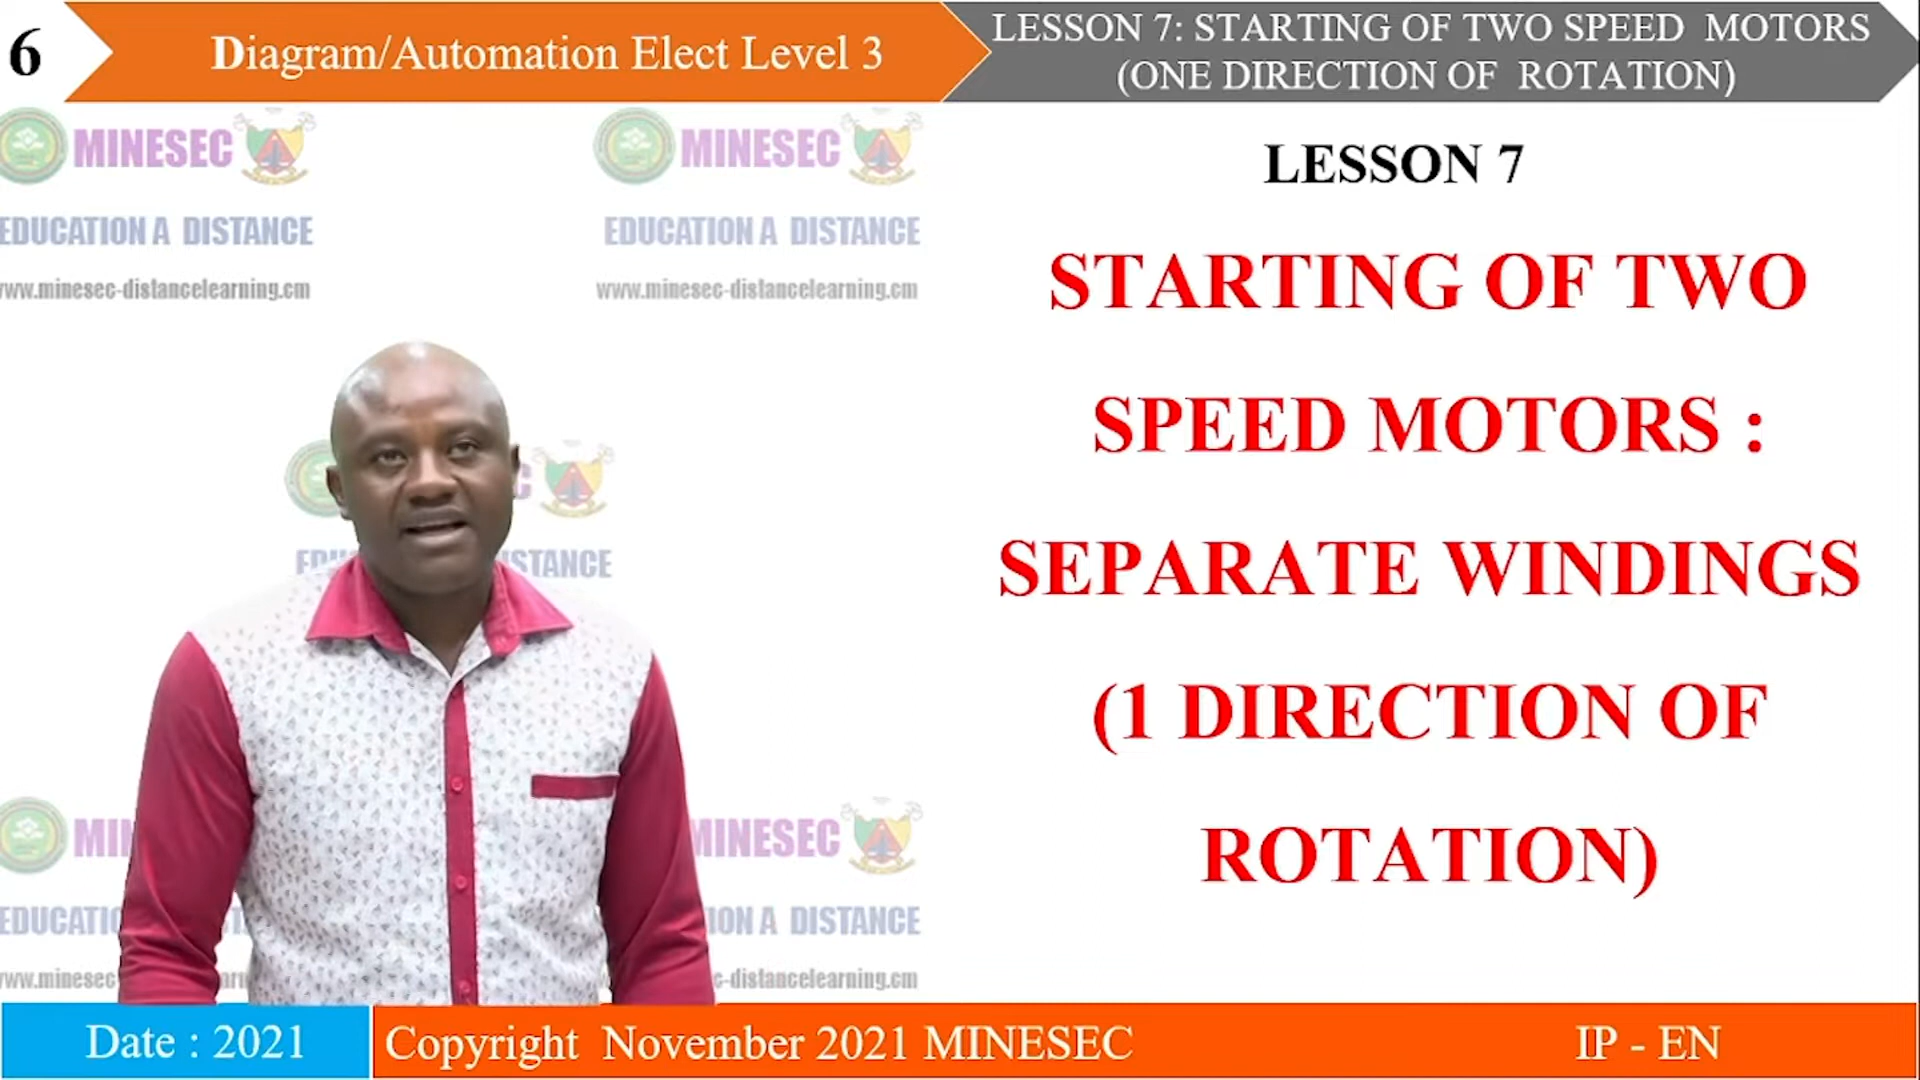 6
Diagram/Automation Elect Level 3
LESSON 7: STARTING OF TWO SPEED MOTORS
(ONE DIRECTION OF ROTATION)
MINESEC
MINESEC
EDUCATION A DISTANCE
EDUCATION A DISTANCE
www.minesec-distancelearning.cm
www.minesec-distancelearning.cm
LESSON 7
STARTING OF TWO
SPEED MOTORS :
SEPARATE WINDINGS
(1 DIRECTION OF
ROTATION)
MINESEC
Date : 2021
Copyright November 2021 MINESEC
IP - EN